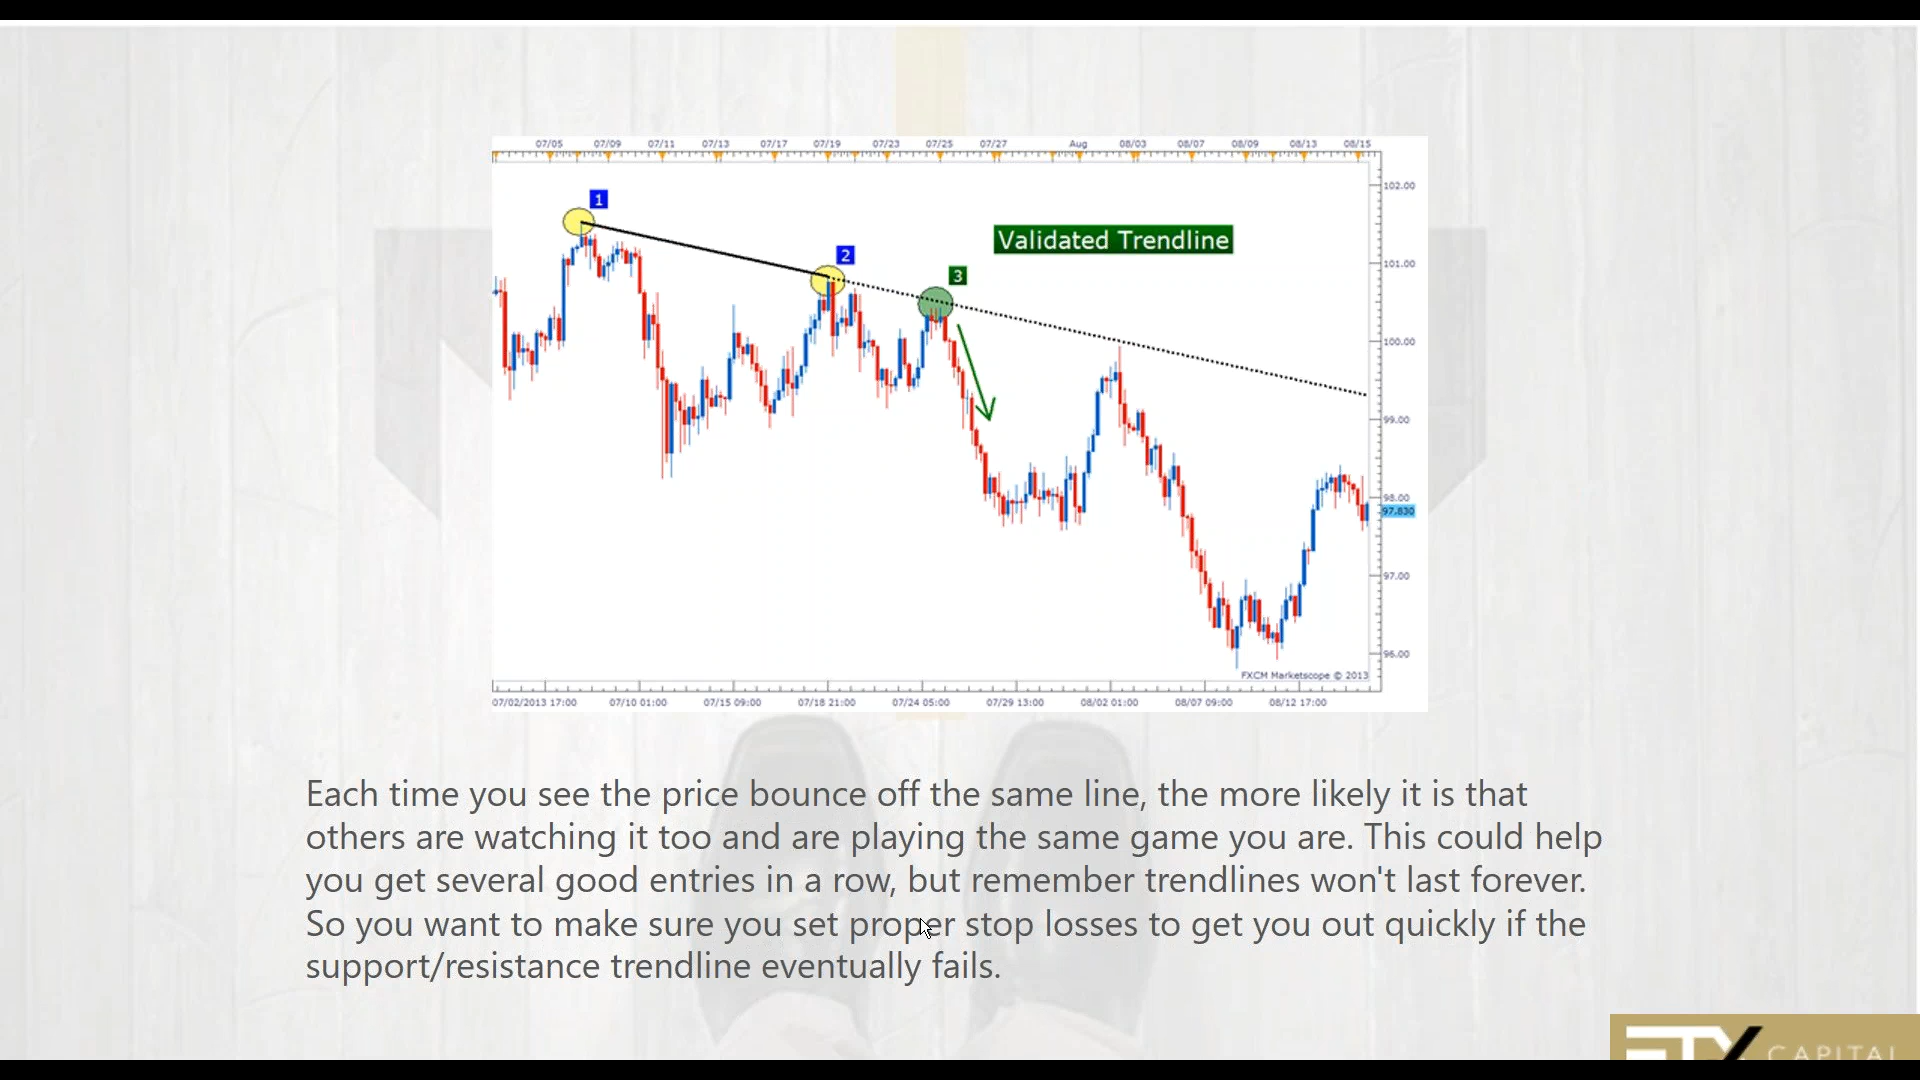 07/05 07/09 07/11 07/13 07/17 07/19 07/23 07/25 07/27 Aug 08/03 08/07 08/09 08/13 08/15
102.00
1
Validated Trendline
2
101.00
3
100.00
99.00
98.00
97.830
97.00
96.00
FXCM Marketscope © 2013
07/02/2013 17:00 07/10 01:00 07/15 09:00 07/18 21:00 07/24 05:00 07/29 13:00 08/02 01:00 08/07 09:00 08/12 17:00
Each time you see the price bounce off the same line, the more likely it is that
others are watching it too and are playing the same game you are. This could help
you get several good entries in a row, but remember trendlines won't last forever.
So you want to make sure you set proper stop losses to get you out quickly if the
support/resistance trendline eventually fails.
ETX CAPITAL